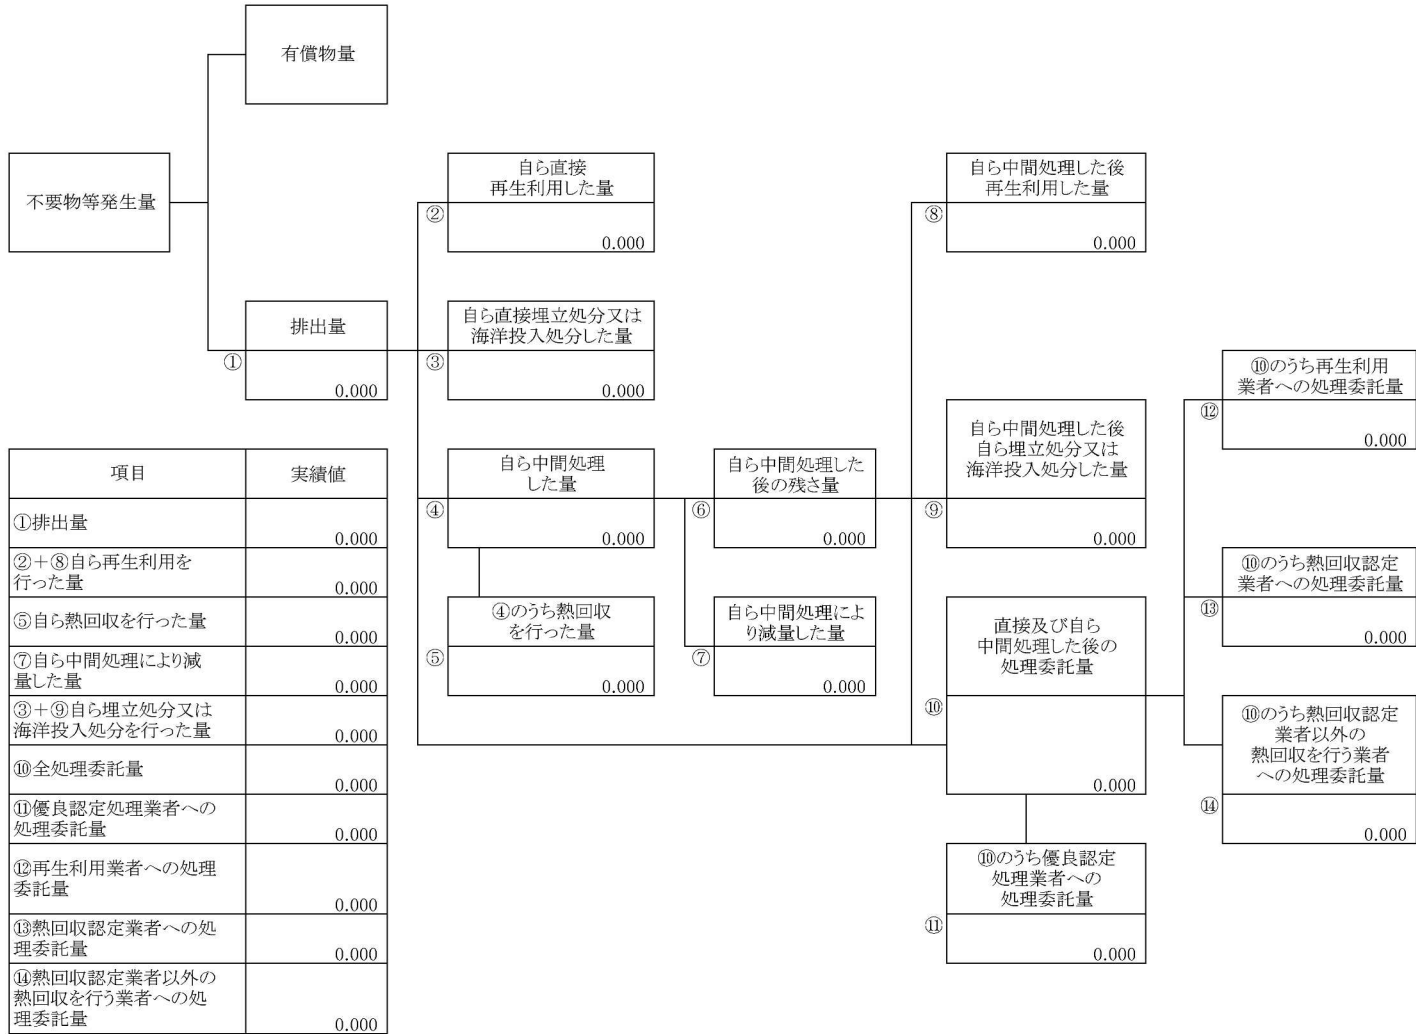 有償物量
不要物等発生量
自ら直接
再生利用した量
②
0.000
自ら中間処理した後
再生利用した量
⑧
0.000
排出量
①
0.000
自ら直接埋立処分又は
海洋投入処分した量
③
0.000
⑩のうち再生利用
業者への処理委託量
⑫
0.000
自ら中間処理した後
自ら埋立処分又は
海洋投入処分した量
⑨
0.000
自ら中間処理
した量
④
0.000
自ら中間処理した
後の残さ量
⑥
0.000
⑩のうち熱回収認定
業者への処理委託量
⑬
0.000
④のうち熱回収
を行った量
⑤
0.000
自ら中間処理によ
り減量した量
⑦
0.000
直接及び自ら
中間処理した後の
処理委託量
⑩
0.000
⑩のうち熱回収認定
業者以外の
熱回収を行う業者
への処理委託量
⑭
0.000
⑩のうち優良認定
処理業者への
処理委託量
⑪
0.000
項目 実績値
①排出量
0.000
②+⑧自ら再生利用を
行った量
0.000
⑤自ら熱回収を行った量
0.000
⑦自ら中間処理により減
量した量
0.000
③+⑨自ら埋立処分又は
海洋投入処分を行った量
0.000
⑩全処理委託量
0.000
⑪優良認定処理業者への
処理委託量
0.000
⑫再生利用業者への処理
委託量
0.000
⑬熱回収認定業者への処
理委託量
0.000
⑭熱回収認定業者以外の
熱回収を行う業者への処
理委託量
0.000